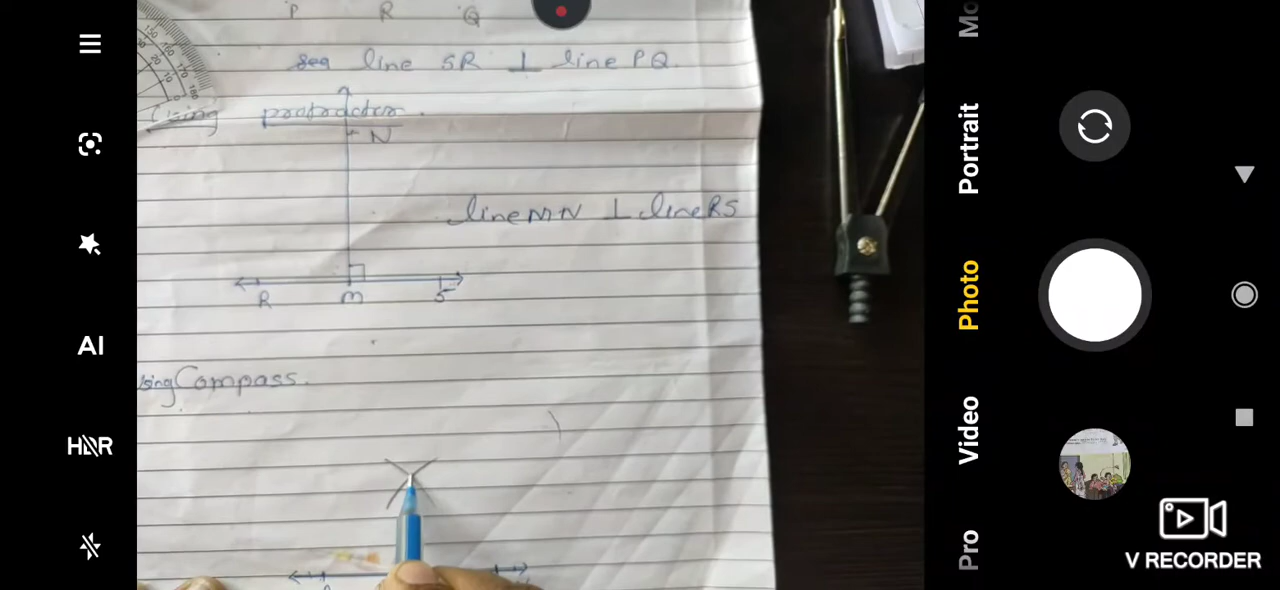 P R Q
line SR ⊥ line PQ.
Using protractor.
N
line MN ⊥ line RS
R M S
Using Compass.
AI
HDR
Mo
Portrait
Photo
Video
Pro
V RECORDER